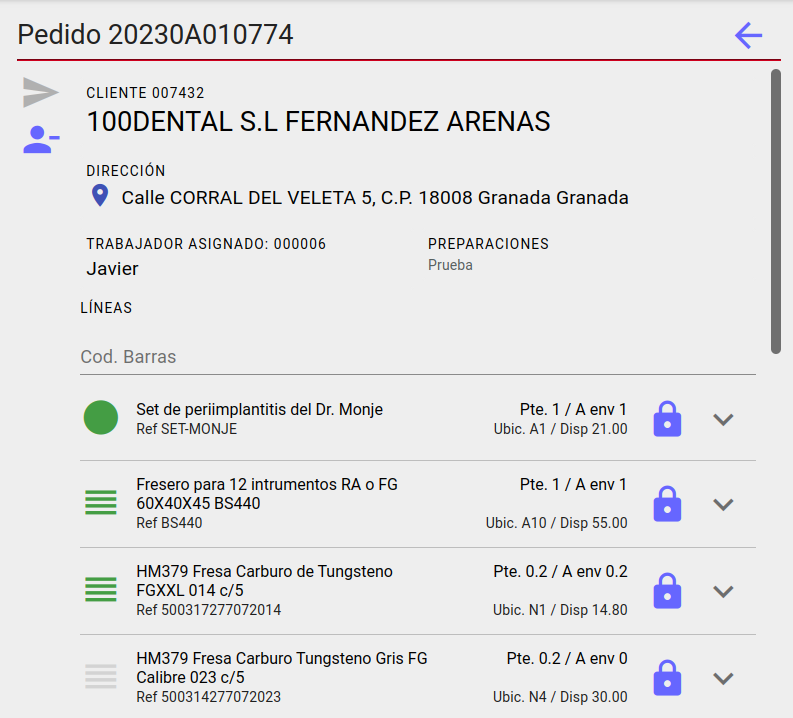 Pedido 20230A010774
CLIENTE 007432
100DENTAL S.L FERNANDEZ ARENAS
DIRECCIÓN
Calle CORRAL DEL VELETA 5, C.P. 18008 Granada Granada
TRABAJADOR ASIGNADO: 000006
Javier
PREPARACIONES
Prueba
LÍNEAS
Cod. Barras
Set de periimplantitis del Dr. Monje
Ref SET-MONJE
Pte. 1 / A env 1
Ubic. A1 / Disp 21.00
Fresero para 12 intrumentos RA o FG
60X40X45 BS440
Ref BS440
Pte. 1 / A env 1
Ubic. A10 / Disp 55.00
HM379 Fresa Carburo de Tungsteno
FGXXL 014 c/5
Ref 500317277072014
Pte. 0.2 / A env 0.2
Ubic. N1 / Disp 14.80
HM379 Fresa Carburo Tungsteno Gris FG
Calibre 023 c/5
Ref 500314277072023
Pte. 0.2 / A env 0
Ubic. N4 / Disp 30.00